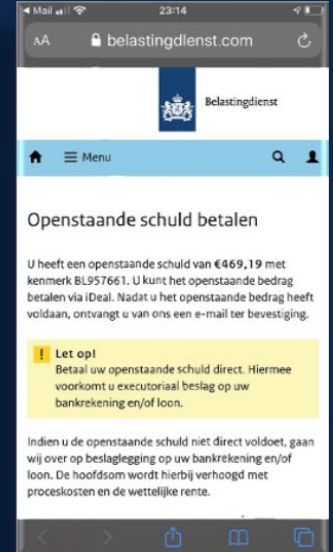 Mail 23:14
AA belastingdlenst.com
Belastingdienst
Menu
Openstaande schuld betalen
U heeft een openstaande schuld van €469,19 met
kenmerk BL957661. U kunt het openstaande bedrag
betalen via iDeal. Nadat u het openstaande bedrag heeft
voldaan, ontvangt u van ons een e-mail ter bevestiging.
! Let op!
Betaal uw openstaande schuld direct. Hiermee
voorkomt u executoriaal beslag op uw
bankrekening en/of loon.
Indien u de openstaande schuld niet direct voldoet, gaan
wij over op beslaglegging op uw bankrekening en/of
loon. De hoofdsom wordt hierbij verhoogd met
proceskosten en de wettelijke rente.